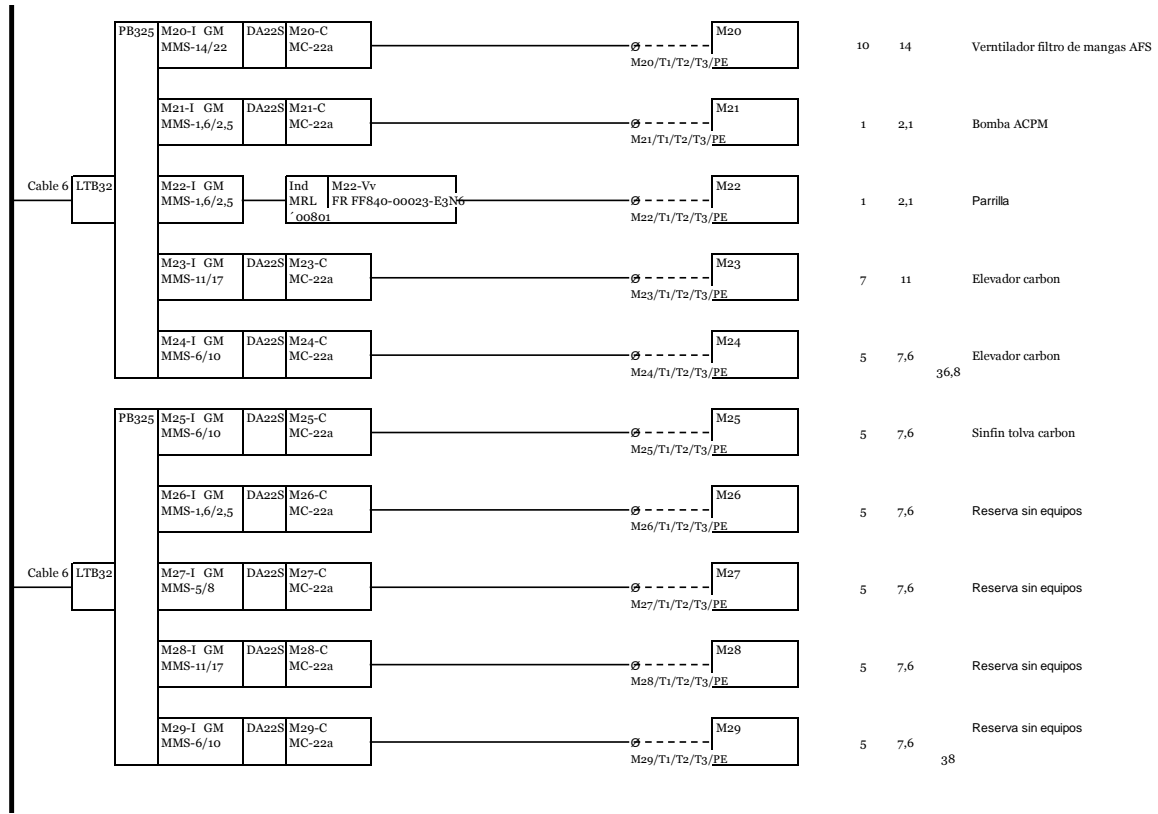 PB325 M20-I GM DA22S M20-C M20
MMS-14/22 MC-22a 10 14 Verntilador filtro de mangas AFS
M20/T1/T2/T3/PE
M21-I GM DA22S M21-C M21
MMS-1,6/2,5 MC-22a 1 2,1 Bomba ACPM
M21/T1/T2/T3/PE
Cable 6 LTB32 M22-I GM Ind M22-Vv M22
MMS-1,6/2,5 MRL FR FF840-00023-E3N6 1 2,1 Parrilla
´00801 M22/T1/T2/T3/PE
M23-I GM DA22S M23-C M23
MMS-11/17 MC-22a 7 11 Elevador carbon
M23/T1/T2/T3/PE
M24-I GM DA22S M24-C M24
MMS-6/10 MC-22a 5 7,6 Elevador carbon
M24/T1/T2/T3/PE 36,8
PB325 M25-I GM DA22S M25-C M25
MMS-6/10 MC-22a 5 7,6 Sinfin tolva carbon
M25/T1/T2/T3/PE
M26-I GM DA22S M26-C M26
MMS-1,6/2,5 MC-22a 5 7,6 Reserva sin equipos
M26/T1/T2/T3/PE
Cable 6 LTB32 M27-I GM DA22S M27-C M27
MMS-5/8 MC-22a 5 7,6 Reserva sin equipos
M27/T1/T2/T3/PE
M28-I GM DA22S M28-C M28
MMS-11/17 MC-22a 5 7,6 Reserva sin equipos
M28/T1/T2/T3/PE
M29-I GM DA22S M29-C M29 Reserva sin equipos
MMS-6/10 MC-22a 5 7,6
M29/T1/T2/T3/PE 38